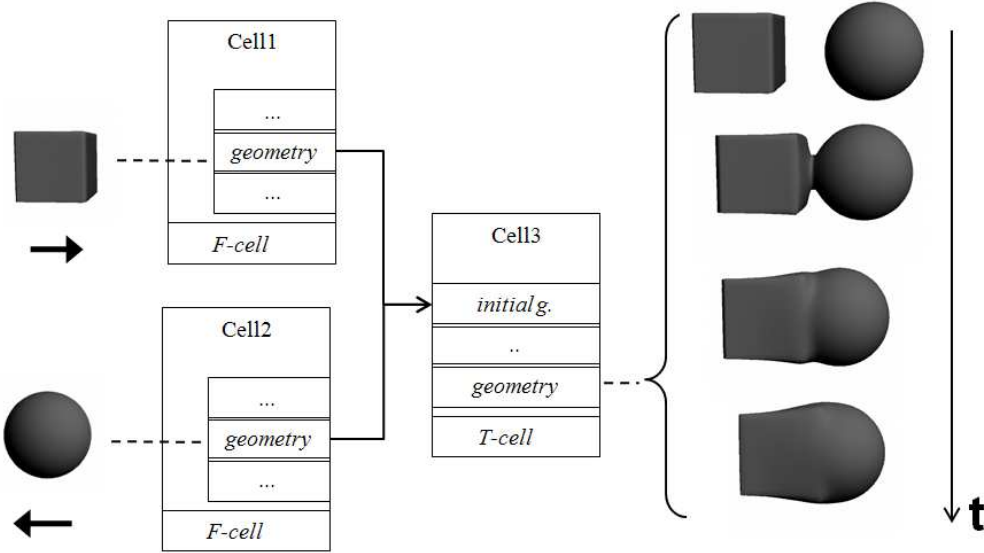 Cell1
...
geometry
...
F-cell
Cell2
...
geometry
...
F-cell
Cell3
initial g.
..
geometry
T-cell
t